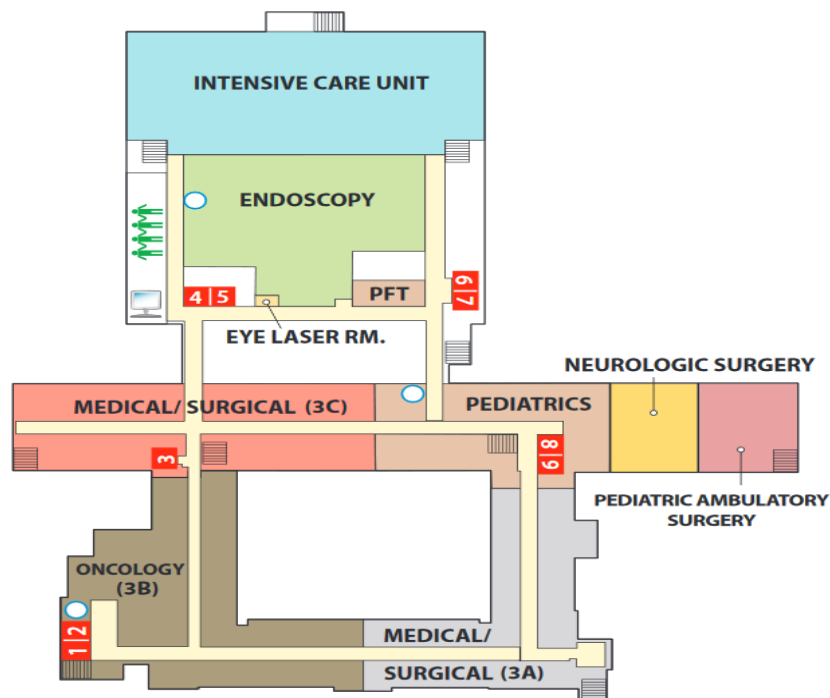 INTENSIVE CARE UNIT
ENDOSCOPY
4|5
PFT
6|7
EYE LASER RM.
NEUROLOGIC SURGERY
MEDICAL/ SURGICAL (3C)
PEDIATRICS
3
9|8
PEDIATRIC AMBULATORY
SURGERY
ONCOLOGY
(3B)
1|2
MEDICAL/
SURGICAL (3A)